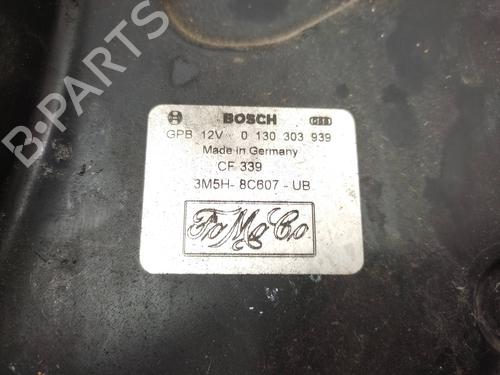 BOSCH
GPB 12V 0 130 303 939
Made in Germany
CF 339
3M5H- 8C607 - UB
FoMoCo
B-PARTS